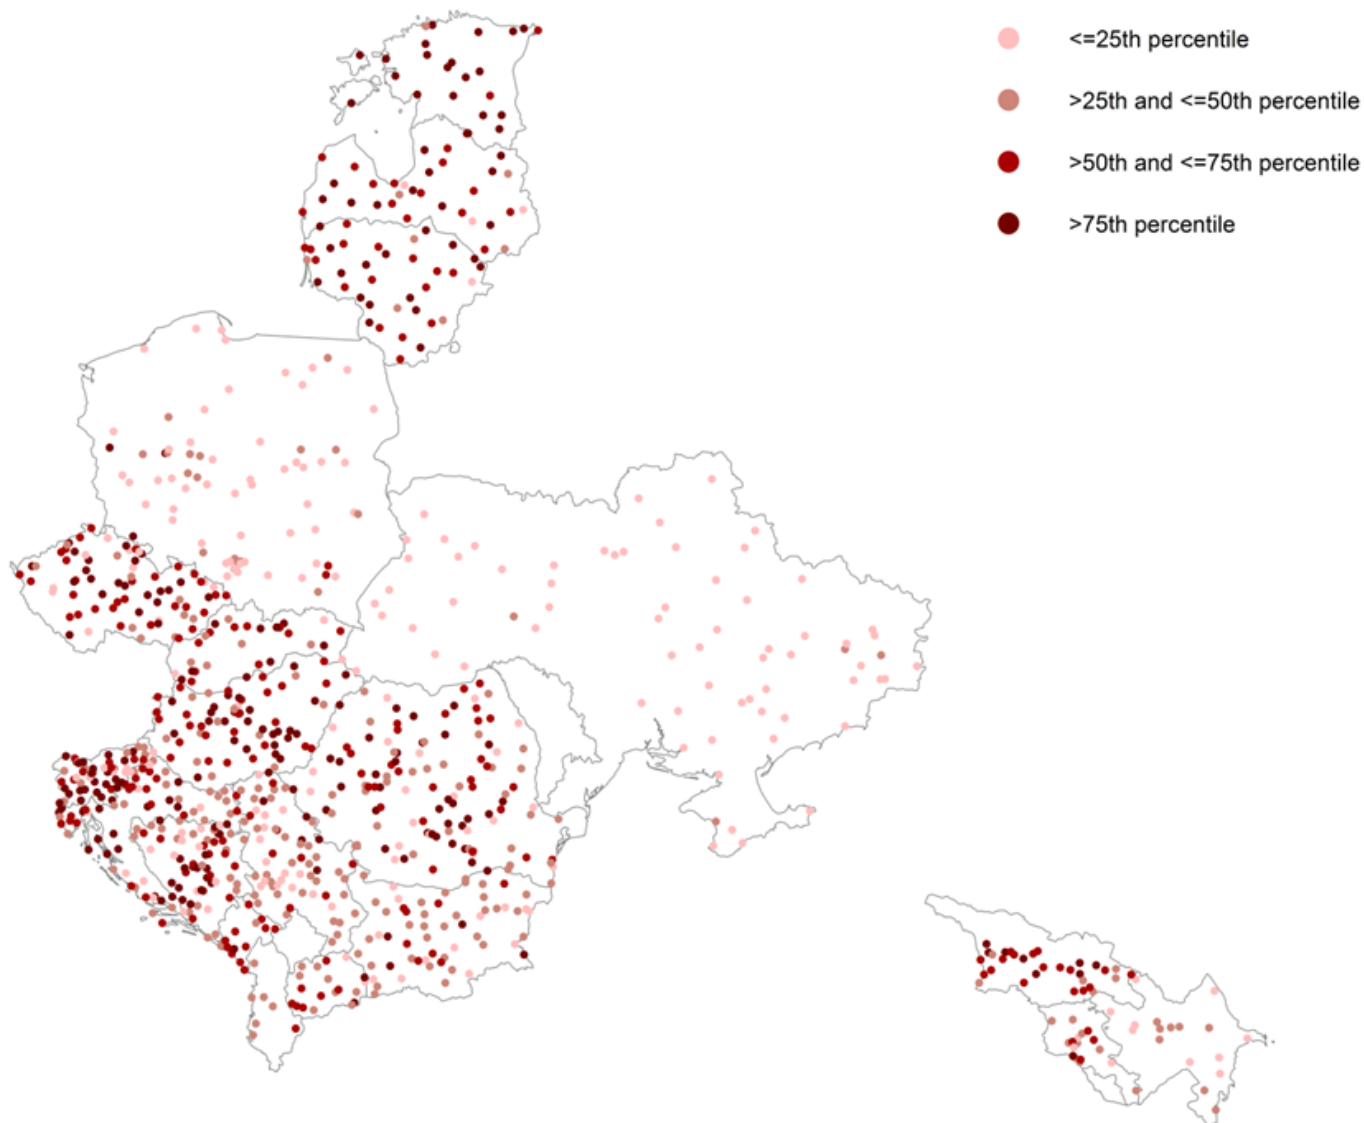 <=25th percentile
>25th and <=50th percentile
>50th and <=75th percentile
>75th percentile